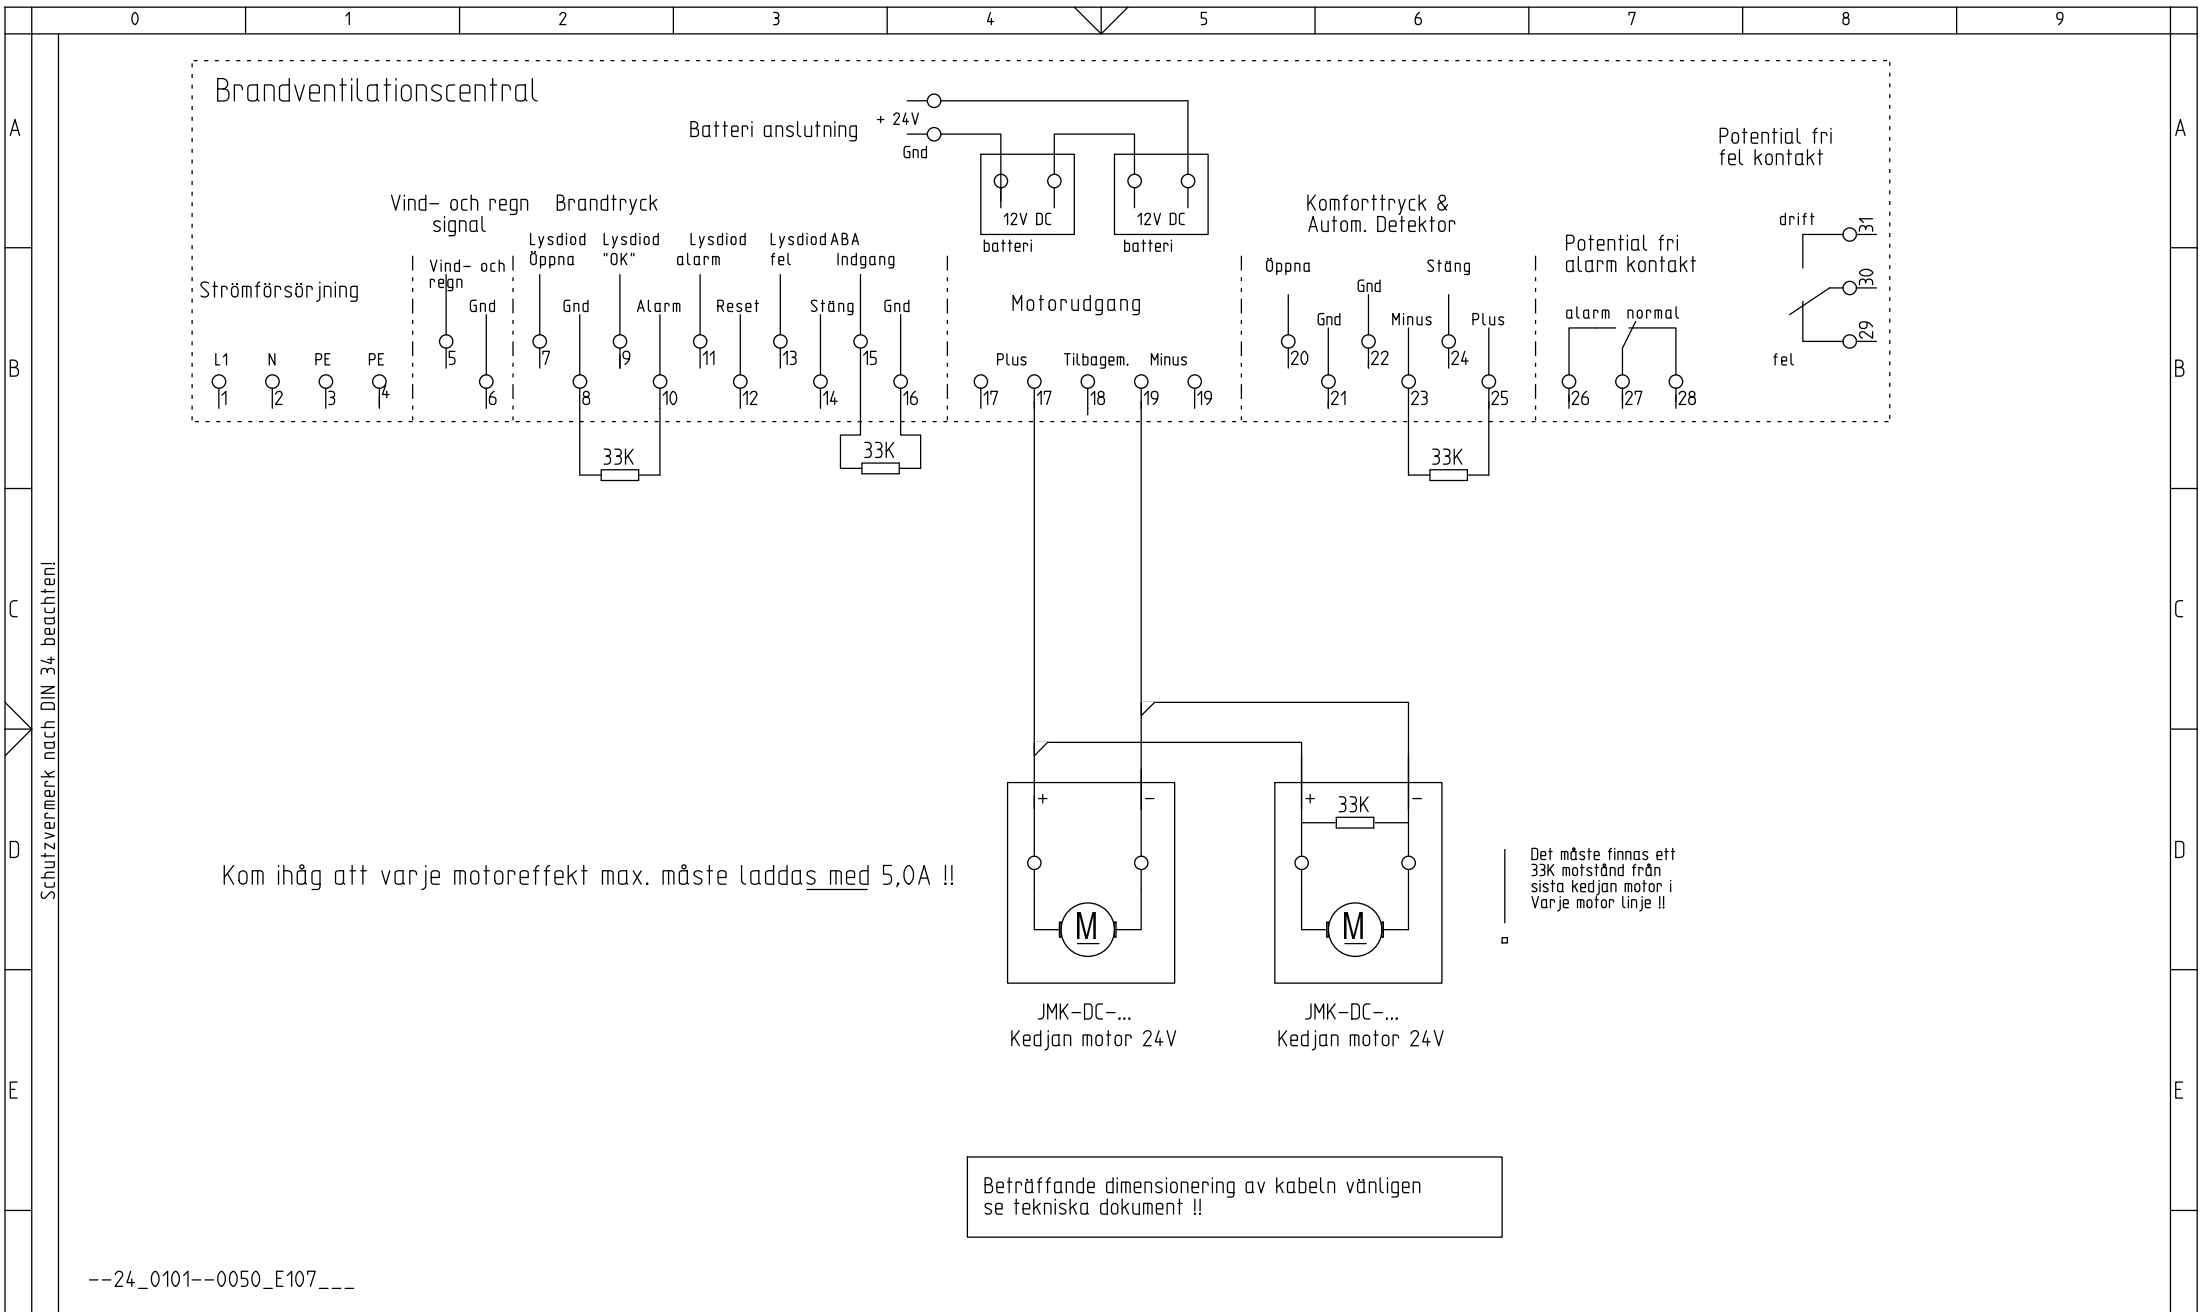 0 1 2 3 4 5 6 7 8 9
Brandventilationscentral
A
A
Batteri anslutning
+ 24V
Gnd
Potential fri
fel kontakt
12V DC
12V DC
batteri
batteri
Vind- och regn
signal
Brandtryck
Komforttryck &
Autom. Detektor
drift
31
Lysdiod
Öppna
Lysdiod
"OK"
Lysdiod
alarm
Lysdiod
fel
ABA
Indgang
Potential fri
alarm kontakt
Vind- och
regn
Öppna
Stäng
Gnd
30
Strömförsörjning
Gnd
Gnd
Alarm
Reset
Stäng
Gnd
Motorudgang
Gnd
Minus
Plus
alarm normal
29
fel
B
B
L1 N PE PE
5 7 9 11 13 15
Plus Tilbagem. Minus
20 22 24
1 2 3 4 6 8 10 12 14 16 17 17 18 19 19 21 23 25 26 27 28
33K
33K
33K
C
C
Schutzvermerk nach DIN 34 beachten!
+ -
+ 33K -
D
D
Kom ihåg att varje motoreffekt max. måste laddas med 5,0A !!
Det måste finnas ett
33K motstånd från
sista kedjan motor i
Varje motor linje !!
M
M
JMK-DC-...
Kedjan motor 24V
JMK-DC-...
Kedjan motor 24V
E
E
Beträffande dimensionering av kabeln vänligen
se tekniska dokument !!
--24_0101--0050_E107___